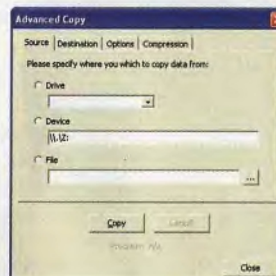 Advanced Copy
Source Destination Options Compression
Please specify where you which to copy data from:
Drive
Device
\\.\Z:
File
...
Copy Cancel
Progress: N/A
Close